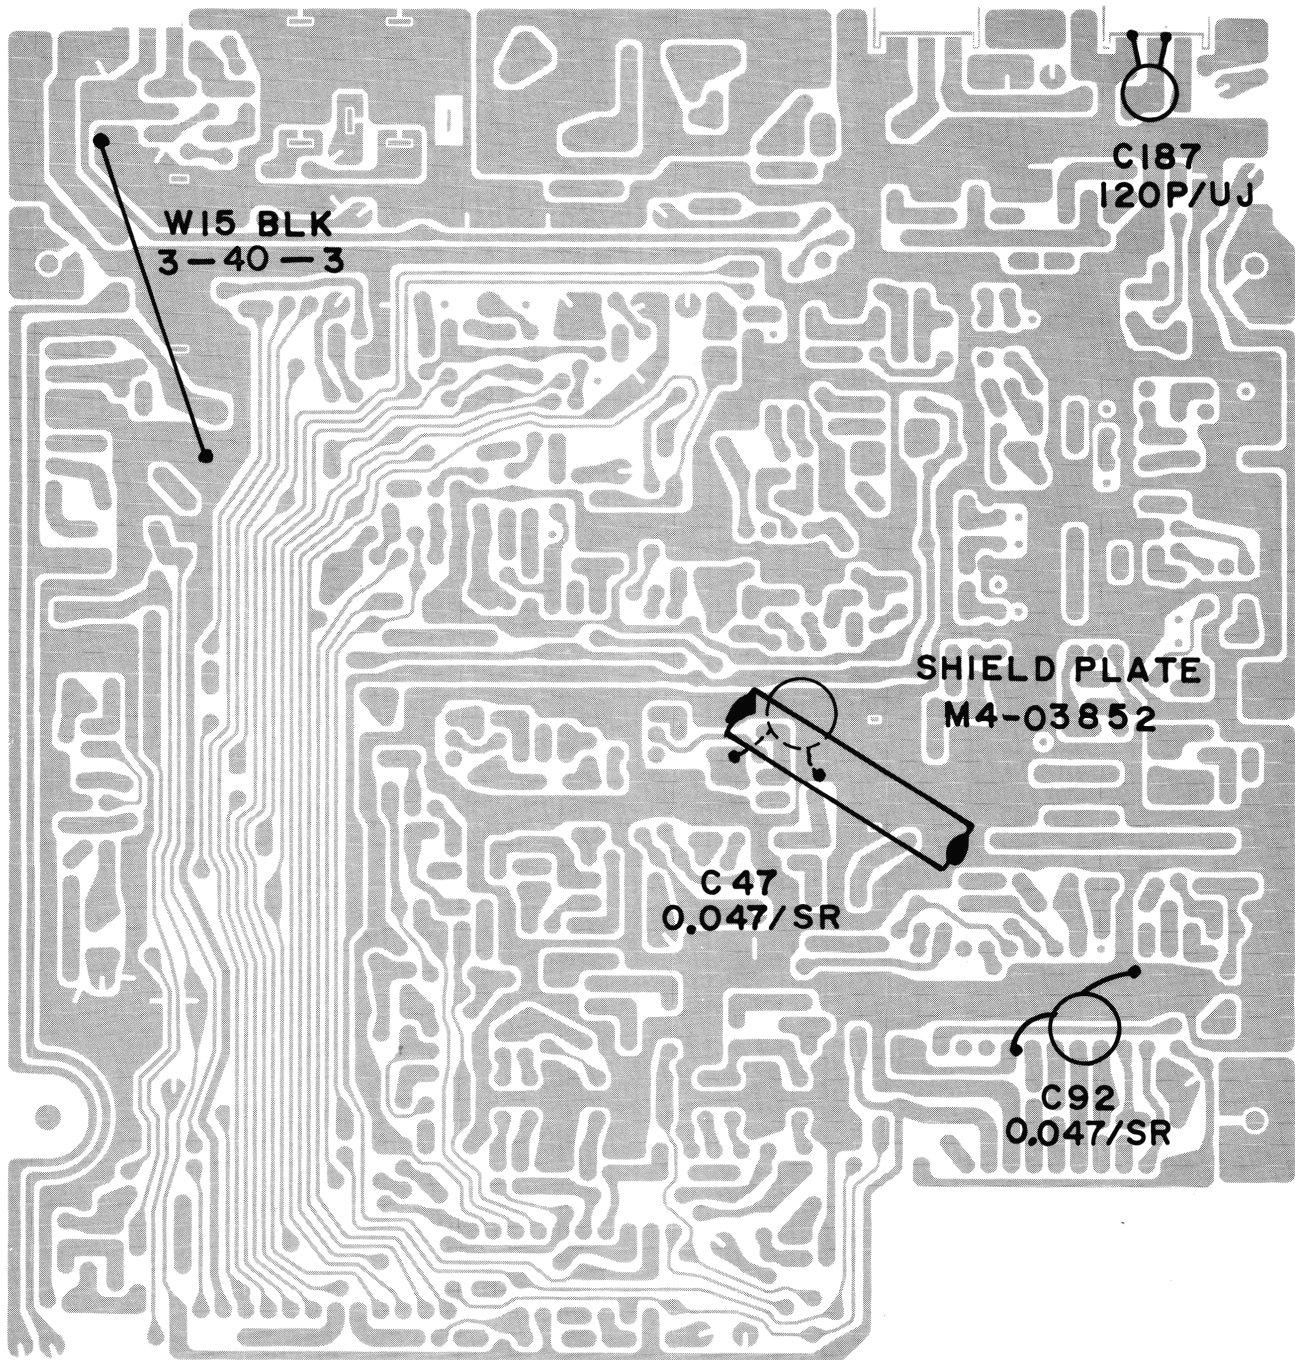 C187
120P/UJ
W15 BLK
3-40-3
SHIELD PLATE
M4-03852
C47
0.047/SR
C92
0.047/SR